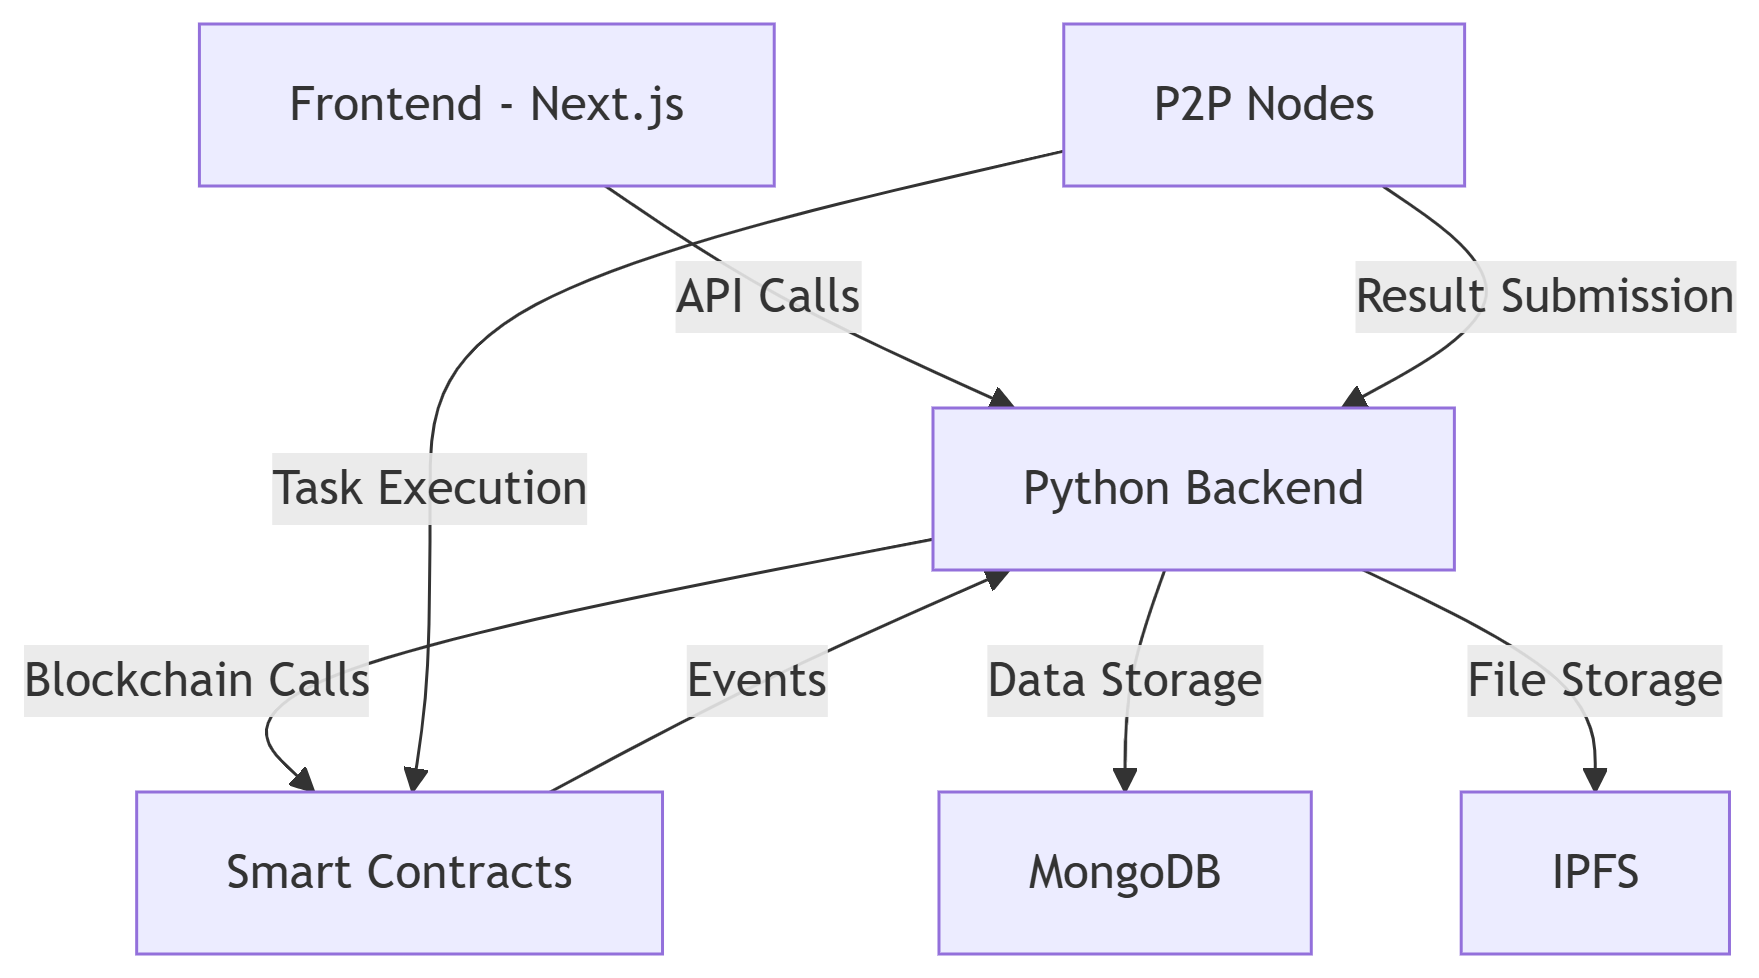 Frontend - Next.js
P2P Nodes
API Calls
Result Submission
Task Execution
Python Backend
Blockchain Calls
Events
Data Storage
File Storage
Smart Contracts
MongoDB
IPFS